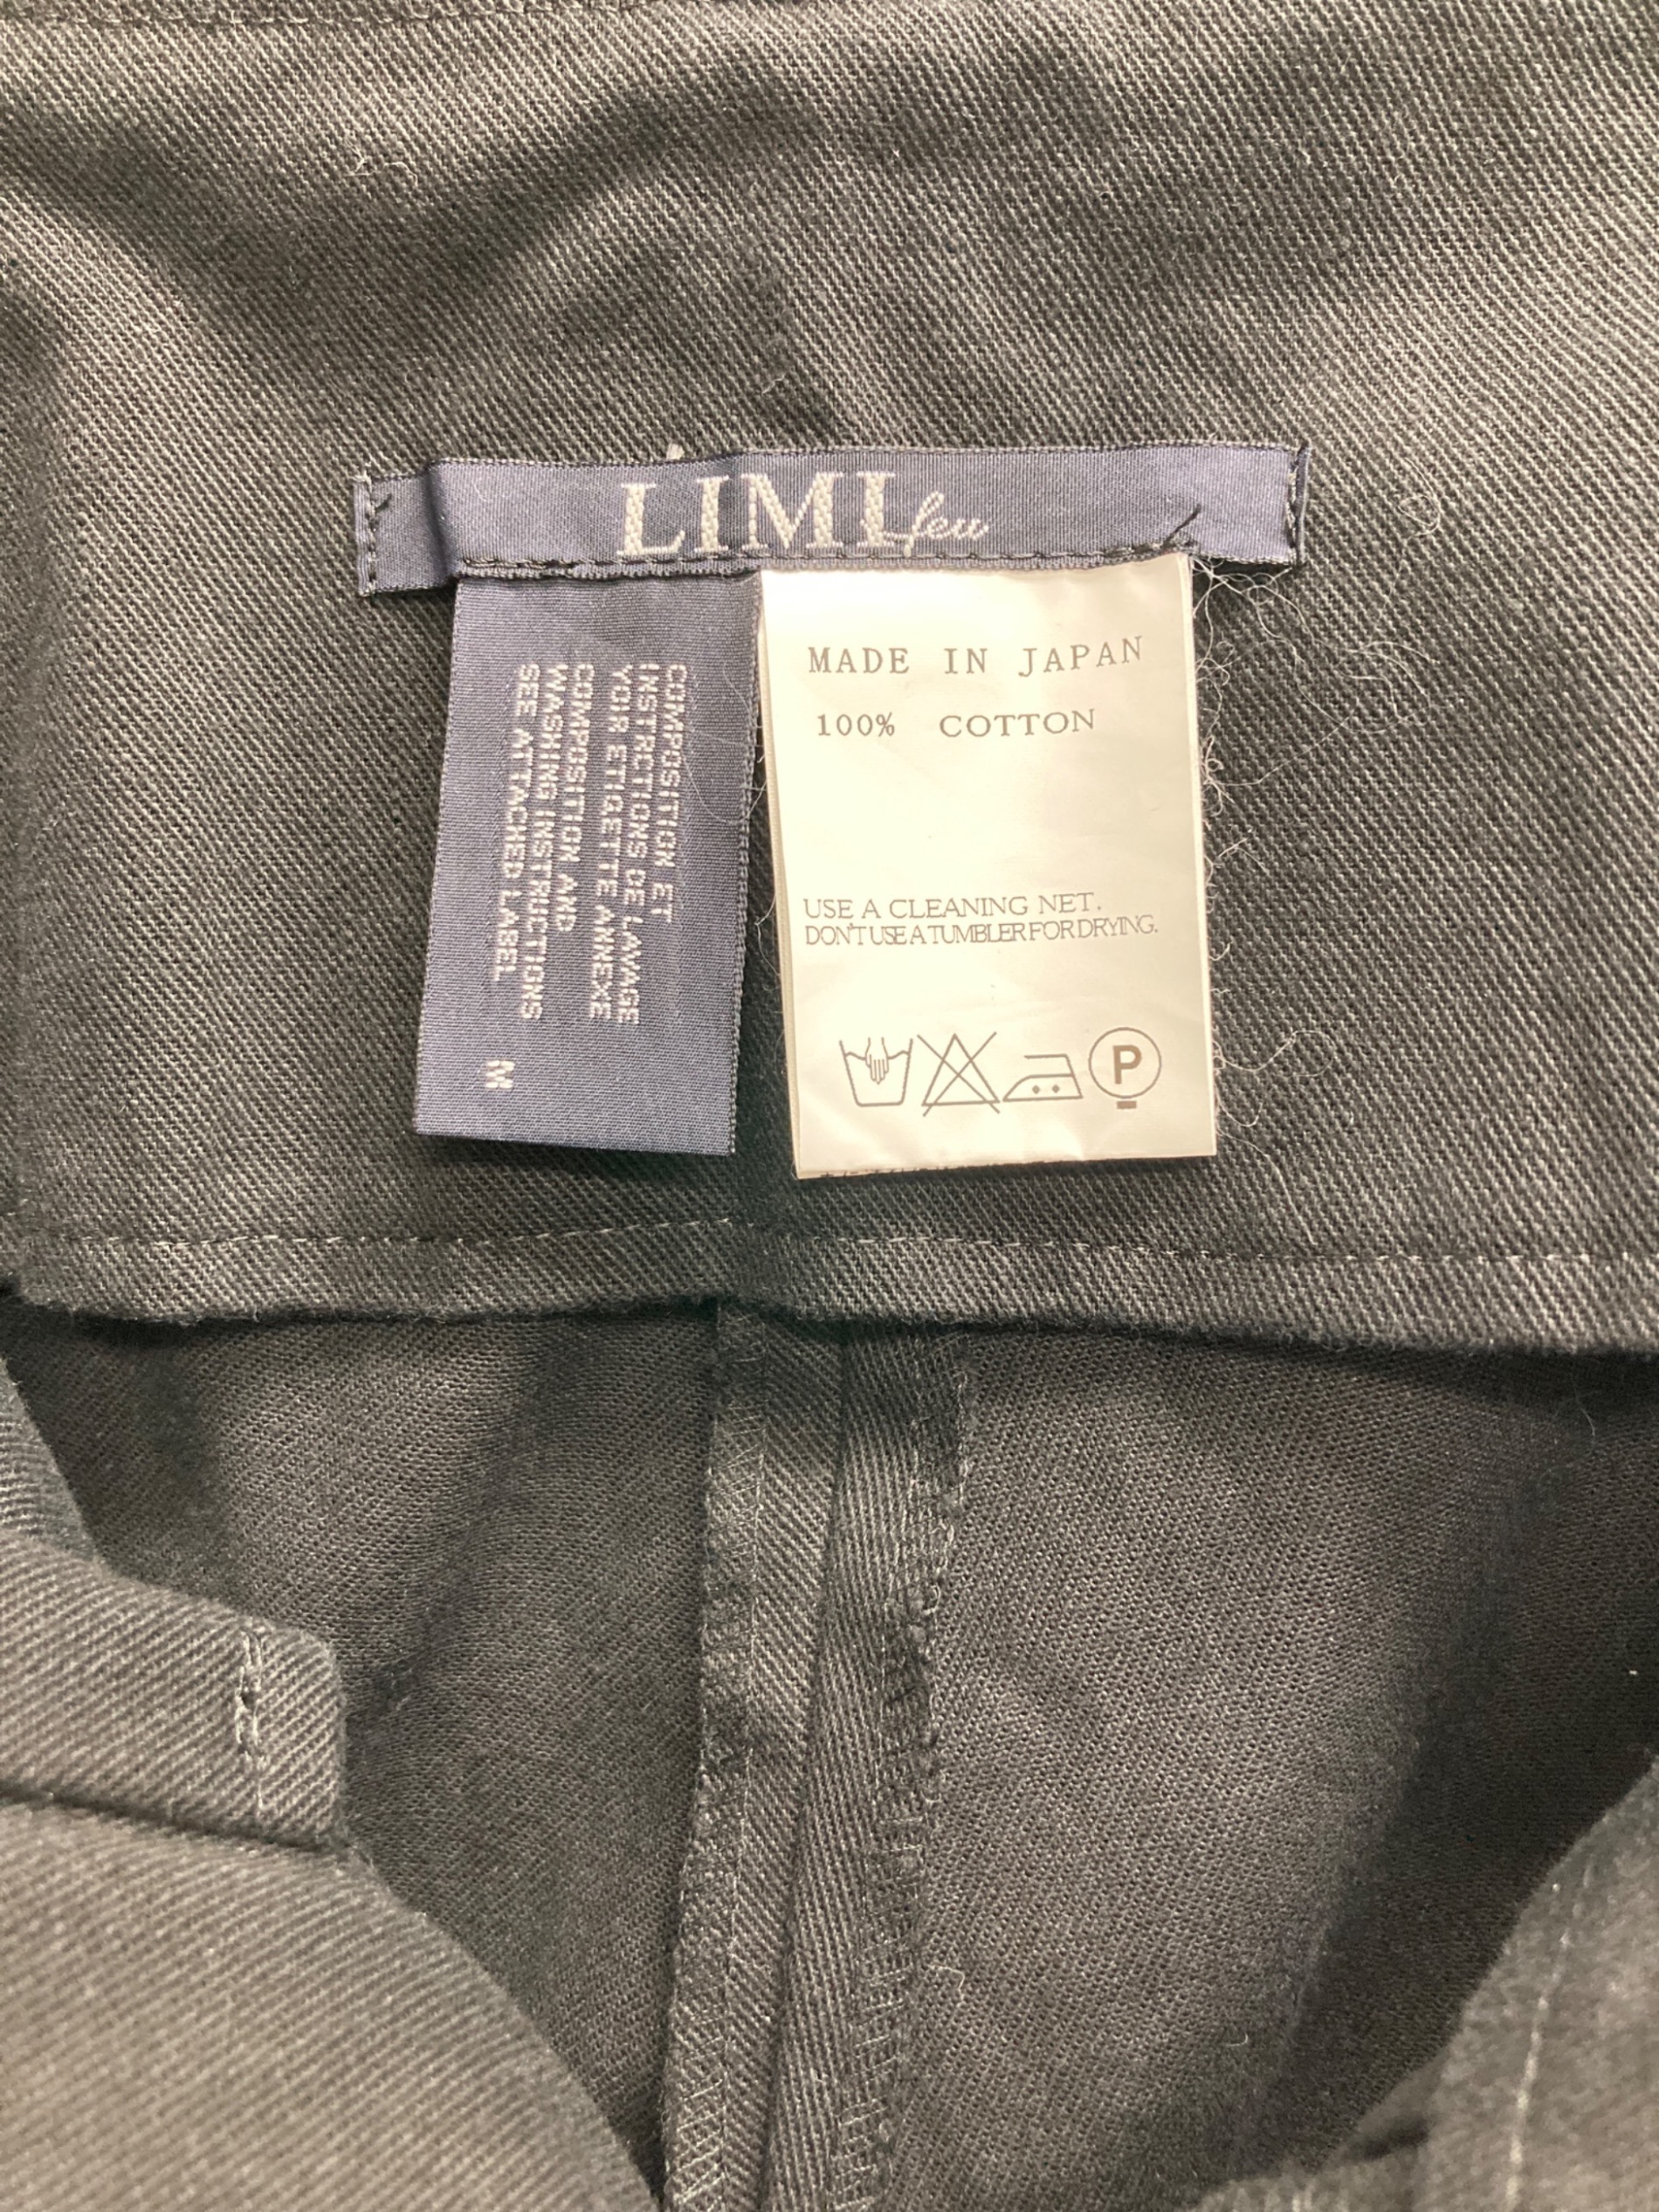 LIMI feu
COMPOSITION ET
INSTRUCTIONS DE LAVAGE
VOIR ETIQETTE ANNEXE
COMPOSITION AND
WASHING INSTRUCTIONS
SEE ATTACHED LABEL
M
MADE IN JAPAN
100% COTTON
USE A CLEANING NET.
DON'T USE A TUMBLER FOR DRYING.
P